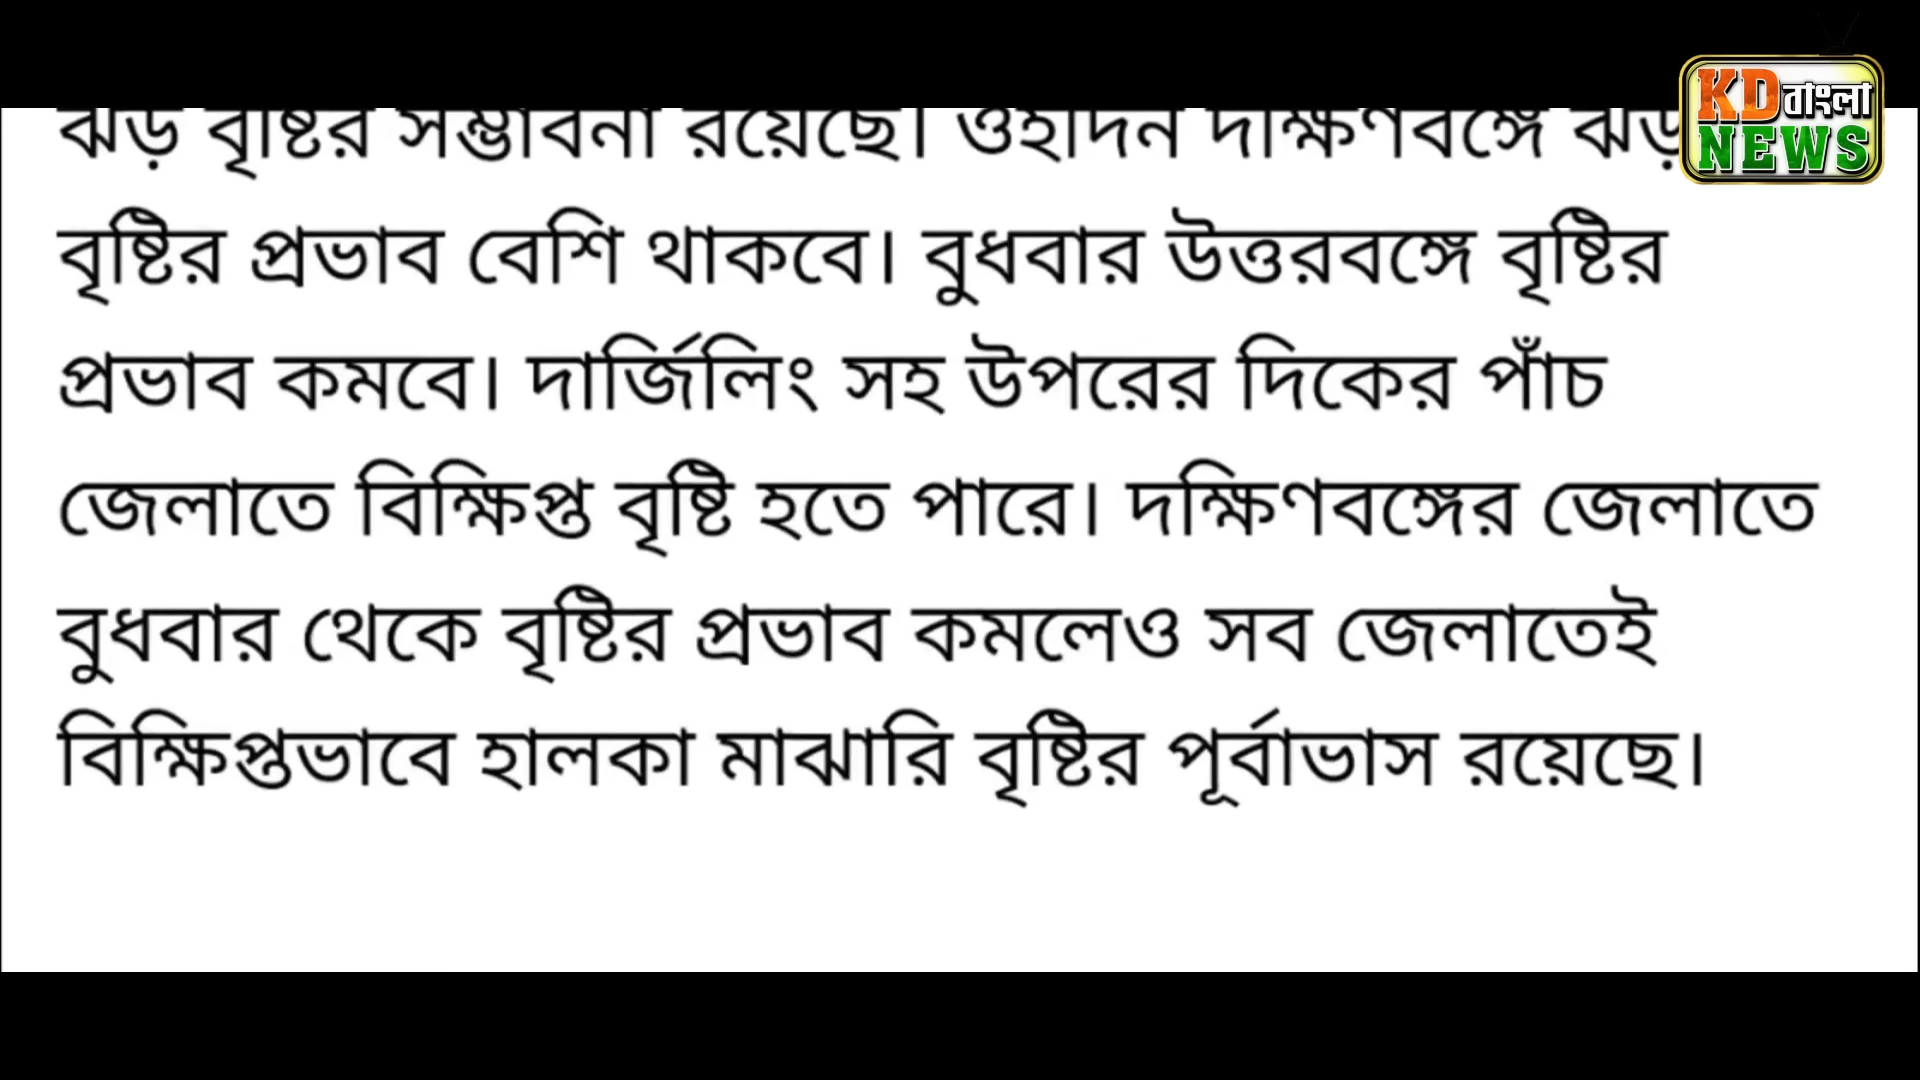 ঝড় বৃষ্টির সম্ভাবনা রয়েছে। ওইদিন দক্ষিণবঙ্গে ঝড়
বৃষ্টির প্রভাব বেশি থাকবে। বুধবার উত্তরবঙ্গে বৃষ্টির
প্রভাব কমবে। দার্জিলিং সহ উপরের দিকের পাঁচ
জেলাতে বিক্ষিপ্ত বৃষ্টি হতে পারে। দক্ষিণবঙ্গের জেলাতে
বুধবার থেকে বৃষ্টির প্রভাব কমলেও সব জেলাতেই
বিক্ষিপ্তভাবে হালকা মাঝারি বৃষ্টির পূর্বাভাস রয়েছে।
KD বাংলা
NEWS